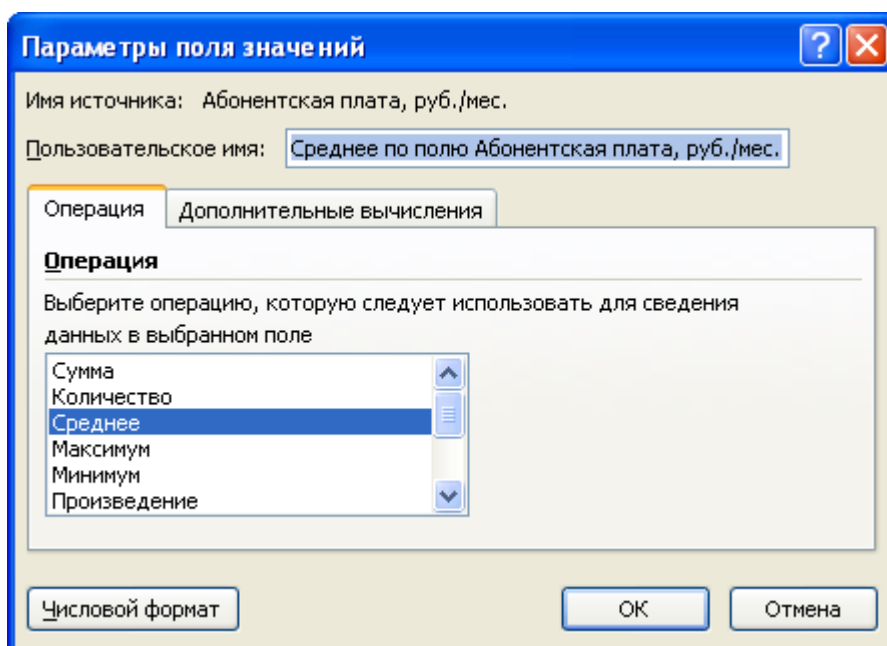 Параметры поля значений
Имя источника: Абонентская плата, руб./мес.
Пользовательское имя: Среднее по полю Абонентская плата, руб./мес.
Операция Дополнительные вычисления
Операция
Выберите операцию, которую следует использовать для сведения
данных в выбранном поле
Сумма
Количество
Среднее
Максимум
Минимум
Произведение
Числовой формат ОК Отмена